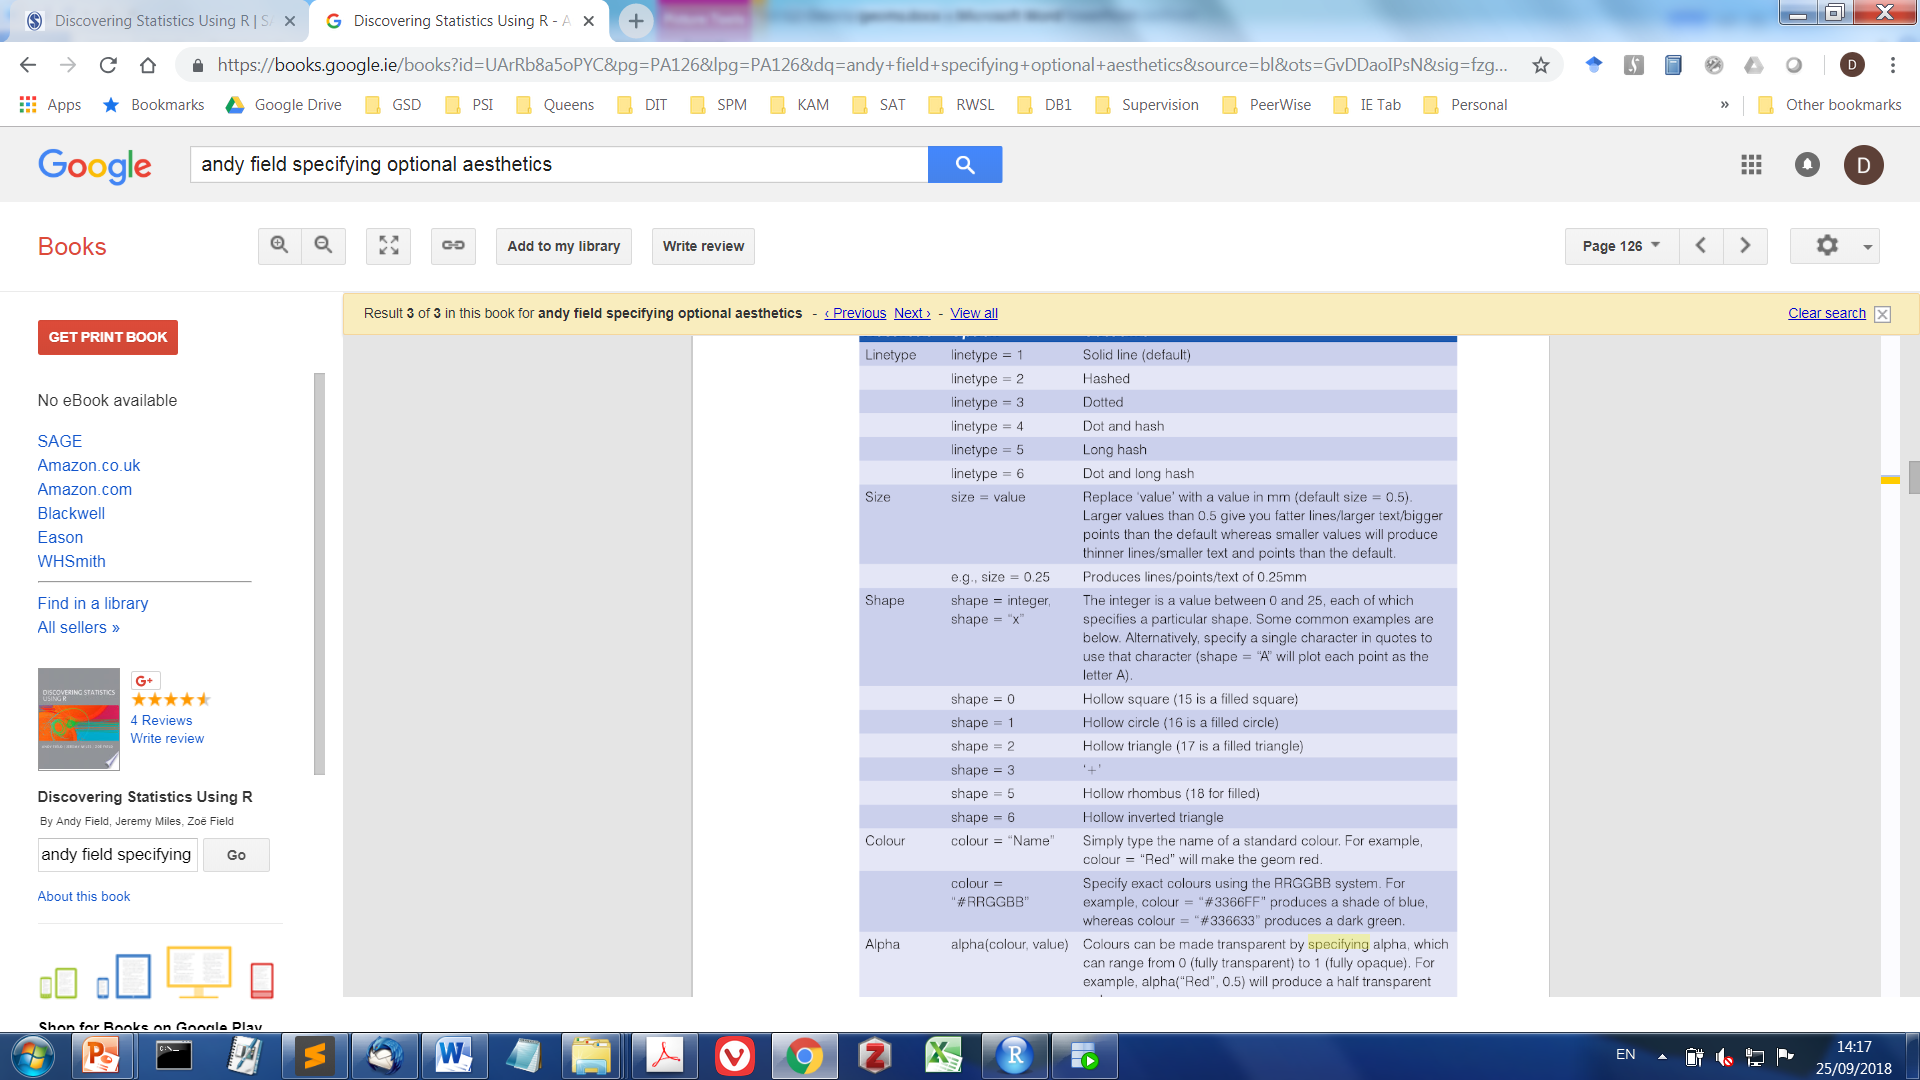 Discovering Statistics Using R | S
Discovering Statistics Using R - A
https://books.google.ie/books?id=UArRb8a5oPYC&pg=PA126&lpg=PA126&dq=andy+field+specifying+optional+aesthetics&source=bl&ots=GvDDaoIPsN&sig=fzg...
D
Apps Bookmarks Google Drive GSD PSI Queens DIT SPM KAM SAT RWSL DB1 Supervision PeerWise IE Tab Personal » Other bookmarks
Google
andy field specifying optional aesthetics
D
Books
Add to my library
Write review
Page 126
GET PRINT BOOK
No eBook available
SAGE
Amazon.co.uk
Amazon.com
Blackwell
Eason
WHSmith
Find in a library
All sellers »
DISCOVERING STATISTICS
USING R
G+
4 Reviews
Write review
Discovering Statistics Using R
By Andy Field, Jeremy Miles, Zoë Field
andy field specifying
Go
About this book
Shop for Books on Google Play
Result 3 of 3 in this book for andy field specifying optional aesthetics - ‹ Previous Next › - View all
Clear search
Linetype linetype = 1 Solid line (default)
linetype = 2 Hashed
linetype = 3 Dotted
linetype = 4 Dot and hash
linetype = 5 Long hash
linetype = 6 Dot and long hash
Size size = value Replace 'value' with a value in mm (default size = 0.5).
Larger values than 0.5 give you fatter lines/larger text/bigger
points than the default whereas smaller values will produce
thinner lines/smaller text and points than the default.
e.g., size = 0.25 Produces lines/points/text of 0.25mm
Shape shape = integer, The integer is a value between 0 and 25, each of which
shape = "x" specifies a particular shape. Some common examples are
below. Alternatively, specify a single character in quotes to
use that character (shape = "A" will plot each point as the
letter A).
shape = 0 Hollow square (15 is a filled square)
shape = 1 Hollow circle (16 is a filled circle)
shape = 2 Hollow triangle (17 is a filled triangle)
shape = 3 '+'
shape = 5 Hollow rhombus (18 for filled)
shape = 6 Hollow inverted triangle
Colour colour = "Name" Simply type the name of a standard colour. For example,
colour = "Red" will make the geom red.
colour = Specify exact colours using the RRGGBB system. For
"#RRGGBB" example, colour = "#3366FF" produces a shade of blue,
whereas colour = "#336633" produces a dark green.
Alpha alpha(colour, value) Colours can be made transparent by specifying alpha, which
can range from 0 (fully transparent) to 1 (fully opaque). For
example, alpha("Red", 0.5) will produce a half transparent
EN
14:17
25/09/2018